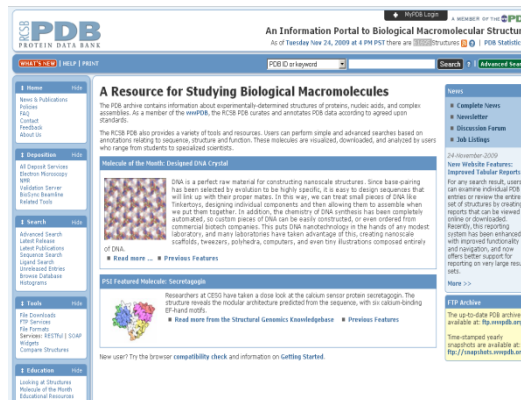 MyPDB Login
A MEMBER OF THE PD
RCSB PDB
PROTEIN DATA BANK
An Information Portal to Biological Macromolecular Structur
As of Tuesday Nov 24, 2009 at 4 PM PST there are Structures | PDB Statistic
WHAT'S NEW | HELP | PRINT
PDB ID or keyword
Search ? | Advanced Sear
Home Hide
News & Publications
Policies
FAQ
Contact
Feedback
About Us
Deposition Hide
All Deposit Services
Electron Microscopy
NMR
Validation Server
BioSync Beamline
Related Tools
Search Hide
Advanced Search
Latest Release
Latest Publications
Sequence Search
Ligand Search
Unreleased Entries
Browse Database
Histograms
Tools Hide
File Downloads
FTP Services
File Formats
Services: RESTful | SOAP
Widgets
Compare Structures
Education Hide
Looking at Structures
Molecule of the Month
Educational Resources
A Resource for Studying Biological Macromolecules
The PDB archive contains information about experimentally-determined structures of proteins, nucleic acids, and complex
assemblies. As a member of the wwPDB, the RCSB PDB curates and annotates PDB data according to agreed upon
standards.
The RCSB PDB also provides a variety of tools and resources. Users can perform simple and advanced searches based on
annotations relating to sequence, structure and function. These molecules are visualized, downloaded, and analyzed by users
who range from students to specialized scientists.
Molecule of the Month: Designed DNA Crystal
DNA is a perfect raw material for constructing nanoscale structures. Since base-pairing
has been selected by evolution to be highly specific, it is easy to design sequences that
will link up with their proper mates. In this way, we can treat small pieces of DNA like
Tinkertoys, designing individual components and then allowing them to assemble when
we put them together. In addition, the chemistry of DNA synthesis has been completely
automated, so custom pieces of DNA can be easily constructed, or even ordered from
commercial biotech companies. This puts DNA nanotechnology in the hands of any modest
laboratory, and many laboratories have taken advantage of this, creating nanoscale
scaffolds, tweezers, polyhedra, computers, and even tiny illustrations composed entirely
of DNA.
Read more ... Previous Features
PSI Featured Molecule: Secretagogin
Researchers at CESG have taken a close look at the calcium sensor protein secretagogin. The
structure reveals the modular architecture predicted from the sequence, with six calcium-binding
EF-hand motifs.
Read more from the Structural Genomics Knowledgebase Previous Features
New user? Try the browser compatibility check and information on Getting Started.
News
Complete News
Newsletter
Discussion Forum
Job Listings
24-November-2009
New Website Features:
Improved Tabular Reports
For any search result, users
can examine individual PDB
entries or review the entire
set of structures by creating
reports that can be viewed
online or downloaded.
Recently, this reporting
system has been enhanced
with improved functionality
and navigation, and now
offers better support for
reporting on very large resu
sets.
More >>
FTP Archive
The up-to-date PDB archive
available at: ftp.wwpdb.org
Time-stamped yearly
snapshots are available at:
ftp://snapshots.wwpdb.or